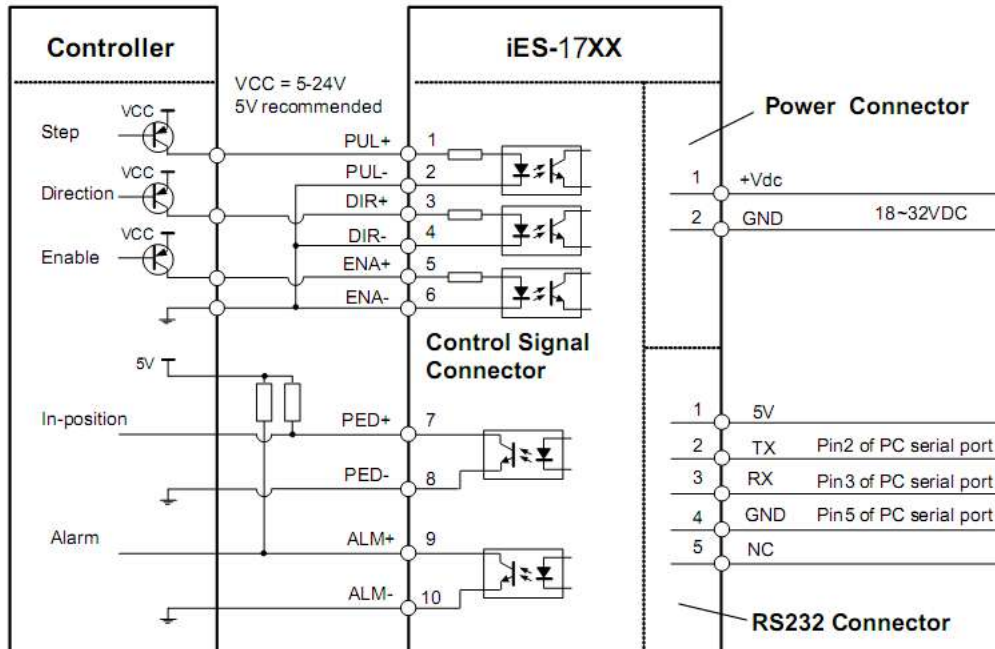 Controller
iES-17XX
VCC = 5-24V
5V recommended
Power Connector
VCC
Step
PUL+
1
PUL-
2
VCC
Direction
DIR+
3
DIR-
4
VCC
Enable
ENA+
5
ENA-
6
1
+Vdc
2
GND
18~32VDC
Control Signal
Connector
5V
In-position
PED+
7
PED-
8
Alarm
ALM+
9
ALM-
10
1
5V
2
TX
Pin2 of PC serial port
3
RX
Pin3 of PC serial port
4
GND
Pin5 of PC serial port
5
NC
RS232 Connector